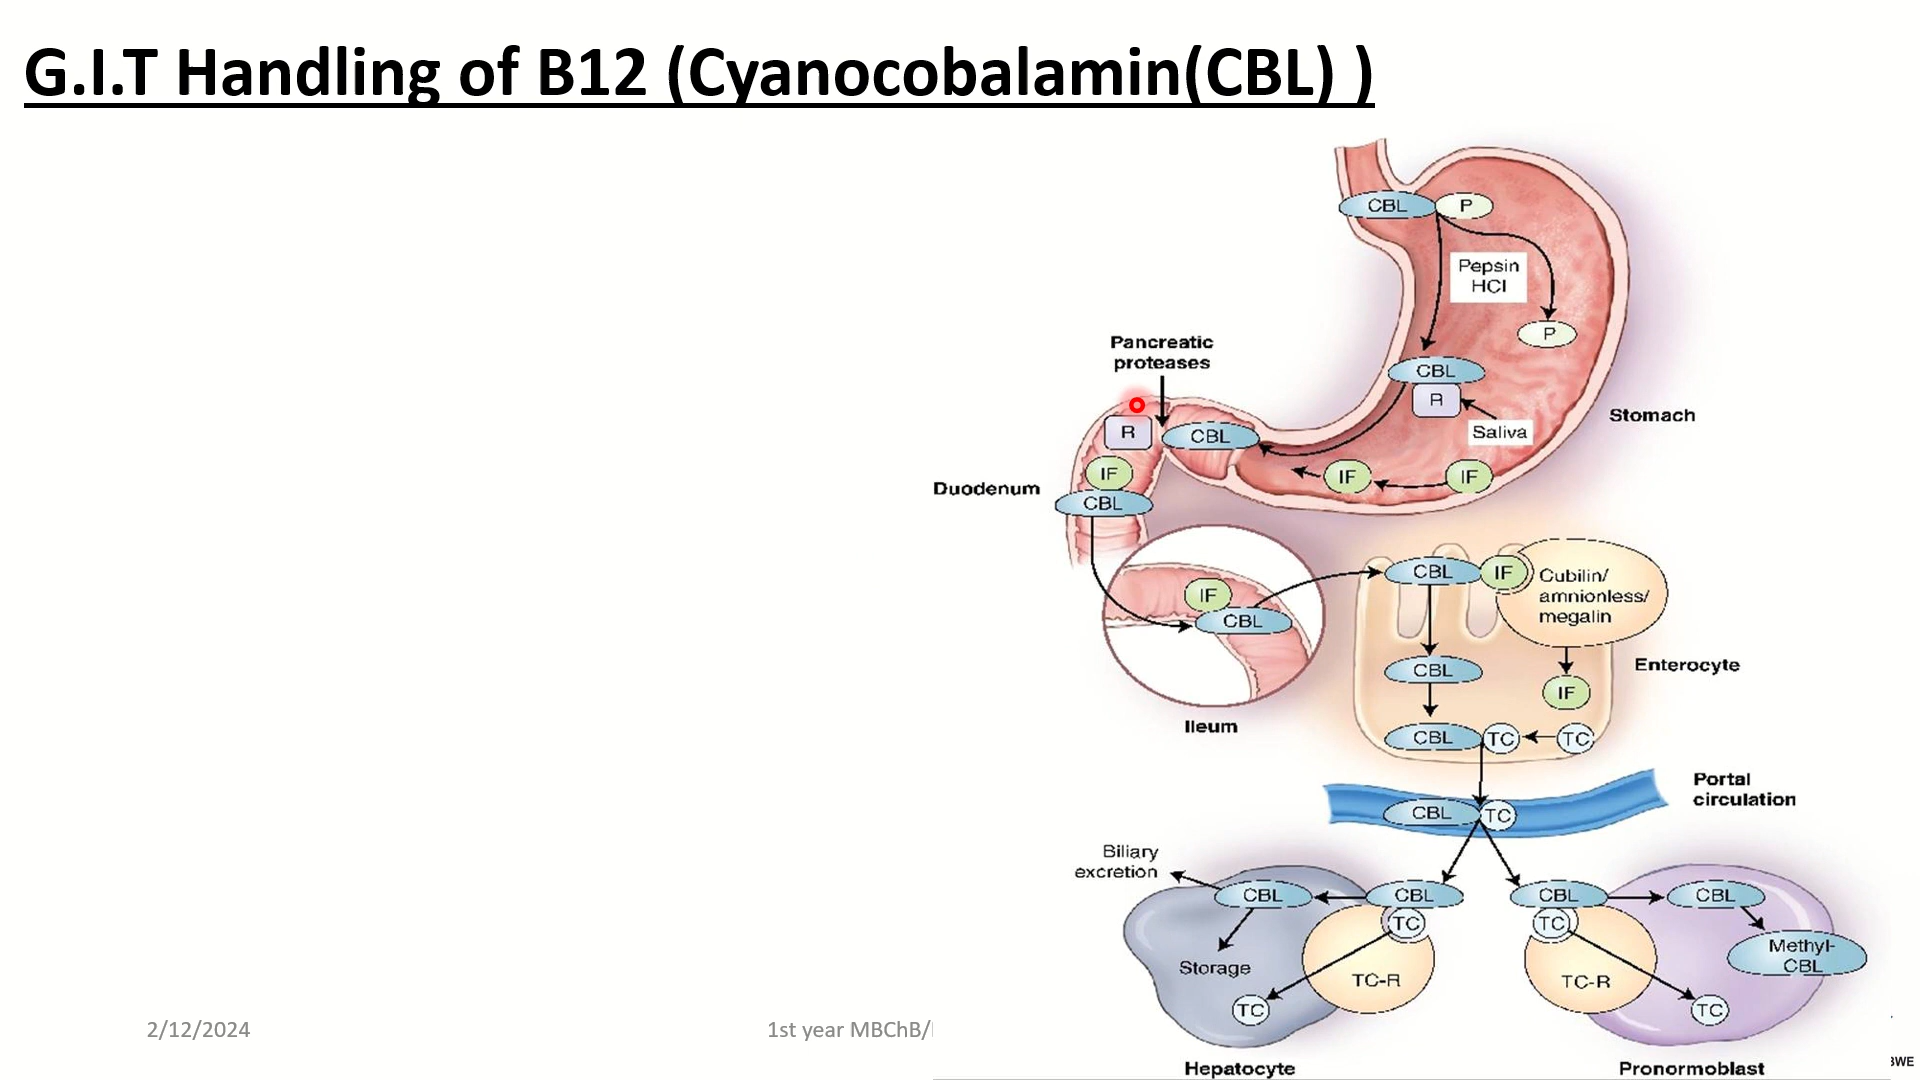 G.I.T Handling of B12 (Cyanocobalamin(CBL) )
CBL
P
Pepsin
HCl
P
CBL
R
Saliva
Stomach
Pancreatic
proteases
R
CBL
IF
IF
IF
CBL
Duodenum
IF
CBL
Ileum
CBL
IF
Cubilin/
amnionless/
megalin
CBL
IF
Enterocyte
CBL
TC
TC
Portal
circulation
CBL
TC
Biliary
excretion
CBL
CBL
TC
TC-R
Storage
TC
Hepatocyte
CBL
CBL
TC
TC-R
Methyl-
CBL
TC
Pronormoblast
2/12/2024
1st year MBChB/